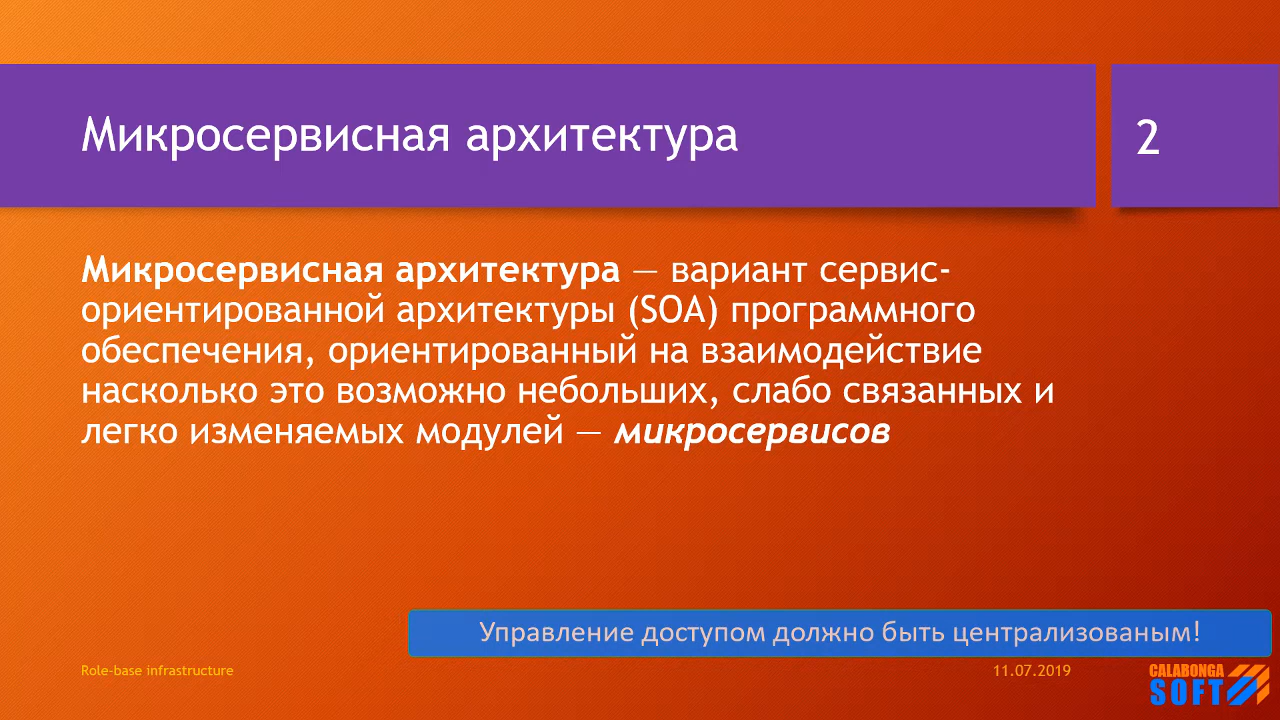 Микросервисная архитектура
2
Микросервисная архитектура — вариант сервис-
ориентированной архитектуры (SOA) программного
обеспечения, ориентированный на взаимодействие
насколько это возможно небольших, слабо связанных и
легко изменяемых модулей — микросервисов
Управление доступом должно быть централизованым!
Role-base infrastructure
11.07.2019
CALABONGA
SOFT